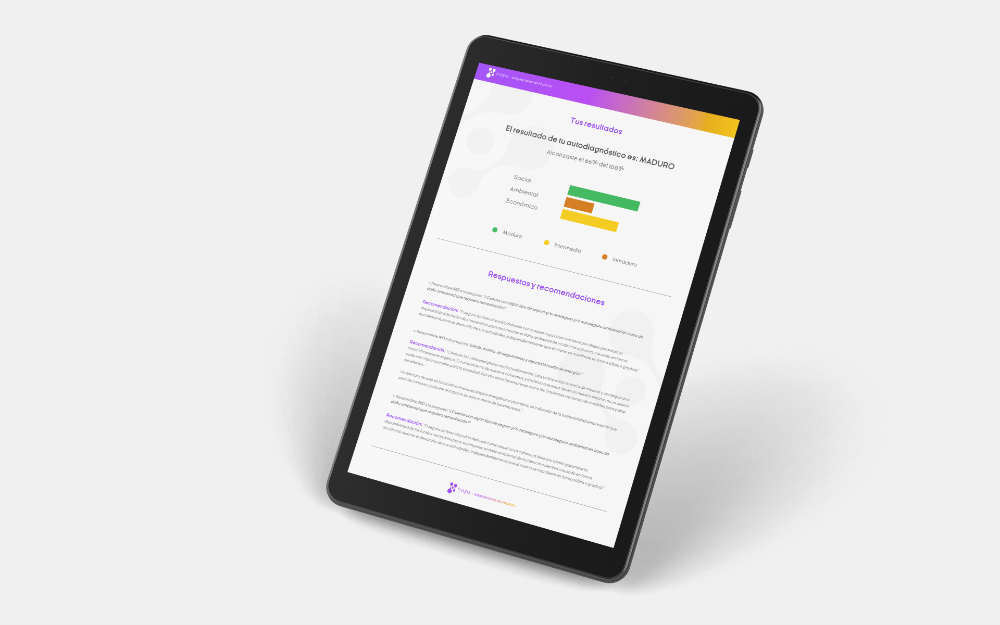 haps - Adquisiciones de Impacto
Tus resultados
El resultado de tu autodiagnóstico es: MADURO
Alcanzaste el 66% del 100%
Social
Ambiental
Económico
Maduro
Intermedio
Inmaduro
Respuestas y recomendaciones
1. Respondiste NO a la pregunta "¿Cuenta con algún tipo de seguro y/o, reaseguro y/o autoseguro ambiental en caso de
daño ambiental que requiera remediación?"
Recomendación: "El seguro ambiental podría definirse como aquel cuya cobertura tiene por objeto garantizar la
disponibilidad de los fondos necesarios para recomponer el daño ambiental de incidencia colectiva, causado en forma
accidental durante el desarrollo de sus actividades, independientemente que el mismo se manifieste en forma súbita o gradual."
2. Respondiste NO a la pregunta "¿Mide, evalúa, da seguimiento y reporta la huella de energía?"
Recomendación: "Conocer la huella energética resulta fundamental. Esta será la mejor manera de mejorar y conseguir una
mejor eficiencia energética. El conocimiento de nuestros consumos, y el efecto que estos tienen en nuestro entorno, es un asunto
cada vez más importante para la sociedad. Por ello, tanto las empresas como los Gobiernos van tomando medidas para paliar
sus efectos.
Un ejemplo de esto es la iniciativa Huella ecológica energética corporativa, un indicador de la sostenibilidad empresarial que
permite conocer y calcular el impacto en esta materia de las empresas."
3. Respondiste NO a la pregunta "¿Cuenta con algún tipo de seguro y/o, reaseguro y/o autoseguro ambiental en caso de
daño ambiental que requiera remediación?"
Recomendación: "El seguro ambiental podría definirse como aquel cuya cobertura tiene por objeto garantizar la
disponibilidad de los fondos necesarios para recomponer el daño ambiental de incidencia colectiva, causado en forma
accidental durante el desarrollo de sus actividades, independientemente que el mismo se manifieste en forma súbita o gradual."
haps - Adquisiciones de Impacto